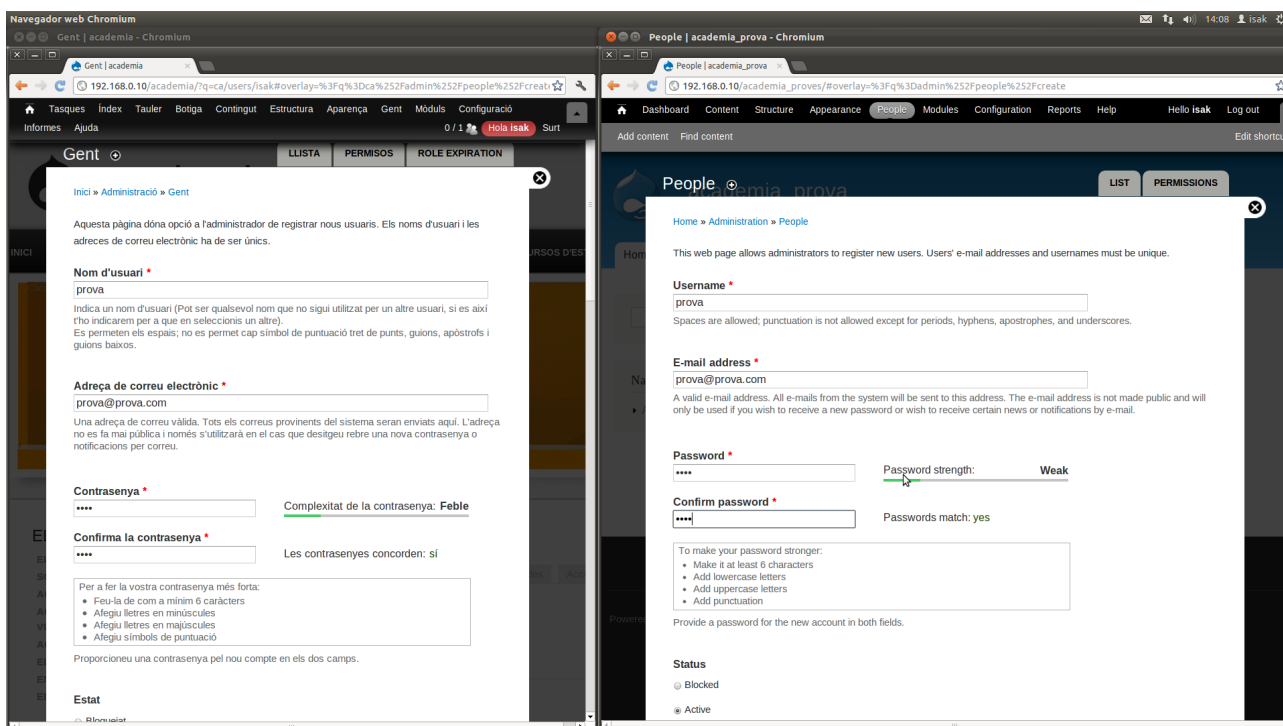 Navegador web Chromium
14:08 isak
Gent | academia - Chromium
Gent | academia
192.168.0.10/academia/?q=ca/users/isak#overlay=%3Fq%3Dca%252Fadmin%252Fpeople%252Fcreat
Tasques Índex Tauler Botiga Contingut Estructura Aparença Gent Mòduls Configuració
Informes Ajuda
0 / 1 Hola isak Surt
Gent
LLISTA PERMISOS ROLE EXPIRATION
Inici » Administració » Gent
Aquesta pàgina dóna opció a l'administrador de registrar nous usuaris. Els noms d'usuari i les
adreces de correu electrònic ha de ser únics.
INICI
URSOS D'ES
Nom d'usuari *
prova
Indica un nom d'usuari (Pot ser qualsevol nom que no sigui utilitzat per un altre usuari, si es així
t'ho indicarem per a que en seleccionis un altre).
Es permeten els espais; no es permet cap símbol de puntuació tret de punts, guions, apòstrofs i
guions baixos.
Adreça de correu electrònic *
prova@prova.com
Una adreça de correu vàlida. Tots els correus provinents del sistema seran enviats aquí. L'adreça
no es fa mai pública i només s'utilitzarà en el cas que desitgeu rebre una nova contrasenya o
notificacions per correu.
Contrasenya *
••••
Complexitat de la contrasenya: Feble
Confirma la contrasenya *
••••
Les contrasenyes concorden: sí
Per a fer la vostra contrasenya més forta:
• Feu-la de com a mínim 6 caràcters
• Afegiu lletres en minúscules
• Afegiu lletres en majúscules
• Afegiu símbols de puntuació
Proporcioneu una contrasenya pel nou compte en els dos camps.
Estat
Bloquejat
People | academia_prova - Chromium
People | academia_prova
192.168.0.10/academia_proves/#overlay=%3Fq%3Dadmin%252Fpeople%252Fcreate
Dashboard Content Structure Appearance People Modules Configuration Reports Help
Hello isak Log out
Add content Find content
Edit shortcu
People
academia_prova
LIST PERMISSIONS
Home » Administration » People
Hom
This web page allows administrators to register new users. Users' e-mail addresses and usernames must be unique.
Username *
prova
Spaces are allowed; punctuation is not allowed except for periods, hyphens, apostrophes, and underscores.
E-mail address *
prova@prova.com
Na
A valid e-mail address. All e-mails from the system will be sent to this address. The e-mail address is not made public and will
only be used if you wish to receive a new password or wish to receive certain news or notifications by e-mail.
Password *
••••
Password strength: Weak
Confirm password *
••••
Passwords match: yes
To make your password stronger:
• Make it at least 6 characters
• Add lowercase letters
• Add uppercase letters
• Add punctuation
Powere
Provide a password for the new account in both fields.
Status
Blocked
Active